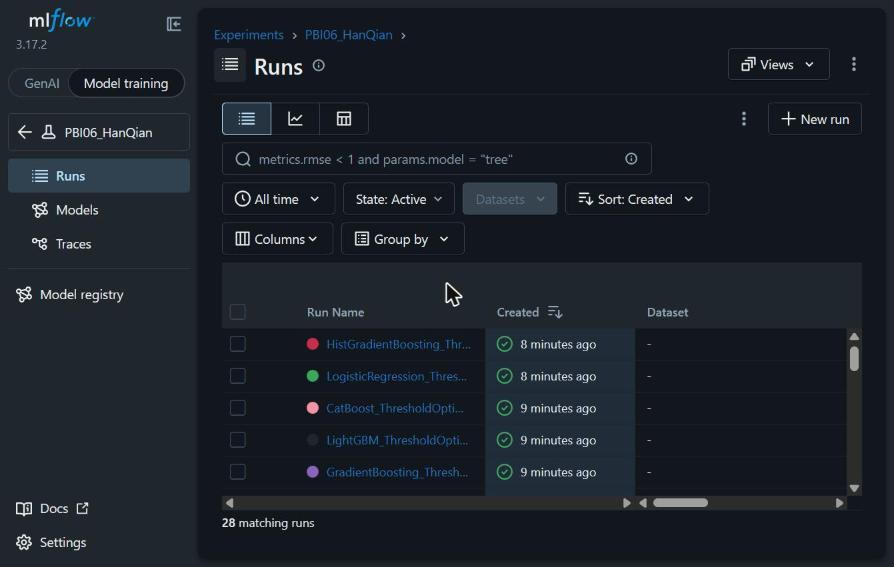 mlflow
3.17.2
GenAI Model training
PBI06_HanQian
Runs
Models
Traces
Model registry
Docs
Settings
Experiments > PBI06_HanQian >
Runs
Views
New run
metrics.rmse < 1 and params.model = "tree"
All time State: Active Datasets Sort: Created
Columns Group by
Run Name Created Dataset
HistGradientBoosting_Thr... 8 minutes ago -
LogisticRegression_Thres... 8 minutes ago -
CatBoost_ThresholdOpti... 9 minutes ago -
LightGBM_ThresholdOpti... 9 minutes ago -
GradientBoosting_Thresh... 9 minutes ago -
28 matching runs